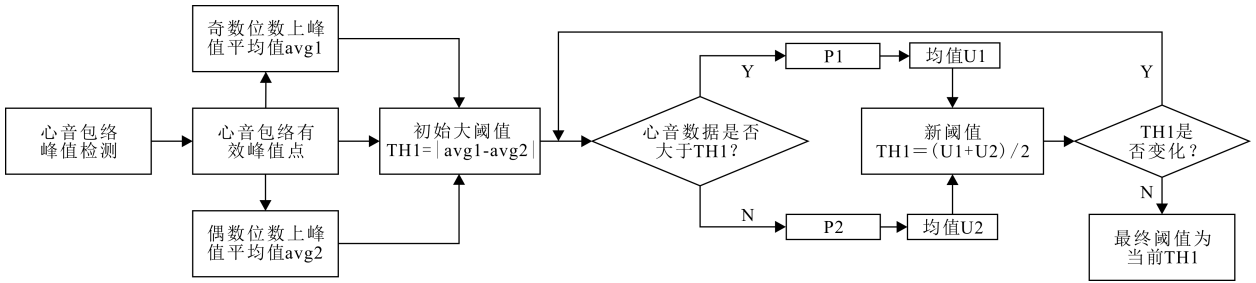 心音包络
峰值检测
奇数位数上峰
值平均值avg1
心音包络有
效峰值点
偶数位数上峰
值平均值avg2
初始大阈值
TH1=|avg1-avg2|
心音数据是否
大于TH1？
Y
P1
均值U1
N
P2
均值U2
新阈值
TH1＝(U1+U2)/2
TH1是
否变化？
Y
N
最终阈值为
当前TH1